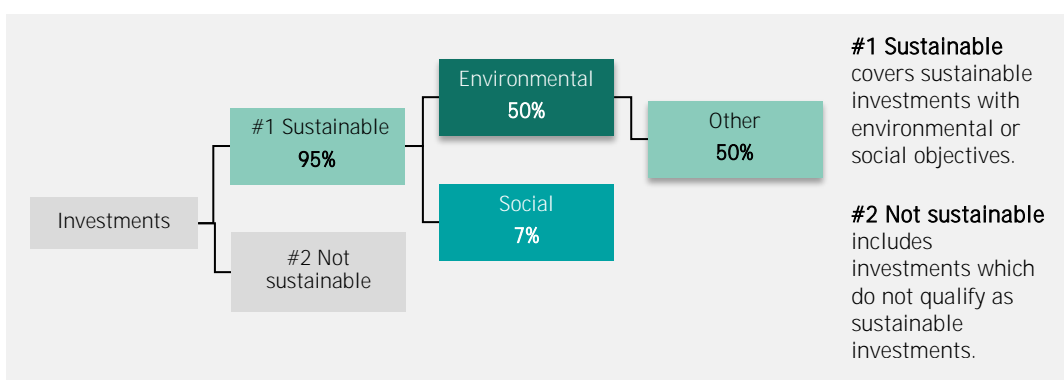 Investments
#1 Sustainable
95%
#2 Not
sustainable
Environmental
50%
Social
7%
Other
50%
#1 Sustainable
covers sustainable
investments with
environmental or
social objectives.
#2 Not sustainable
includes
investments which
do not qualify as
sustainable
investments.